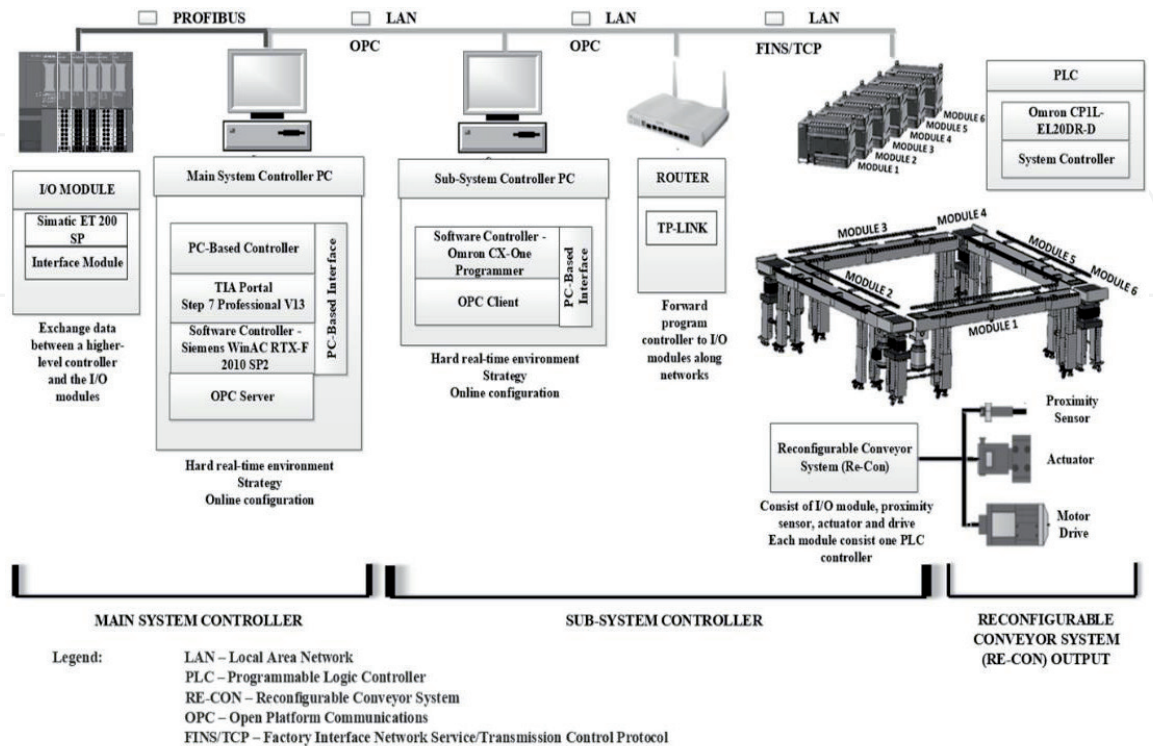 PROFIBUS
LAN
OPC
LAN
OPC
LAN
FINS/TCP
I/O MODULE
Simatic ET 200
SP
Interface Module
Exchange data
between a higher-
level controller
and the I/O
modules
Main System Controller PC
PC-Based Controller
TIA Portal
Step 7 Professional V13
Software Controller -
Siemens WinAC RTX-F
2010 SP2
OPC Server
PC-Based Interface
Hard real-time environment
Strategy
Online configuration
Sub-System Controller PC
Software Controller -
Omron CX-One
Programmer
OPC Client
PC-Based
Interface
Hard real-time environment
Strategy
Online configuration
ROUTER
TP-LINK
Forward
program
controller to I/O
modules along
networks
MODULE 6
MODULE 5
MODULE 4
MODULE 3
MODULE 2
MODULE 1
PLC
Omron CP1L-
EL20DR-D
System Controller
MODULE 3
MODULE 4
MODULE 5
MODULE 6
MODULE 2
MODULE 1
Reconfigurable Conveyor
System (Re-Con)
Consist of I/O module, proximity
sensor, actuator and drive
Each module consist one PLC
controller
Proximity
Sensor
Actuator
Motor
Drive
MAIN SYSTEM CONTROLLER
SUB-SYSTEM CONTROLLER
RECONFIGURABLE
CONVEYOR SYSTEM
(RE-CON) OUTPUT
Legend:
LAN – Local Area Network
PLC – Programmable Logic Controller
RE-CON – Reconfigurable Conveyor System
OPC – Open Platform Communications
FINS/TCP – Factory Interface Network Service/Transmission Control Protocol